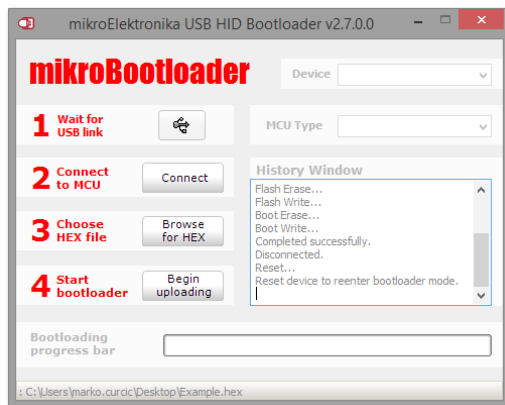 mikroElektronika USB HID Bootloader v2.7.0.0
mikroBootloader
Device
1 Wait for
USB link
MCU Type
2 Connect
to MCU
Connect
History Window
Flash Erase...
Flash Write...
Boot Erase...
Boot Write...
Completed successfully.
Disconnected.
Reset...
Reset device to reenter bootloader mode.
3 Choose
HEX file
Browse
for HEX
4 Start
bootloader
Begin
uploading
Bootloading
progress bar
: C:\Users\marko.curcic\Desktop\Example.hex